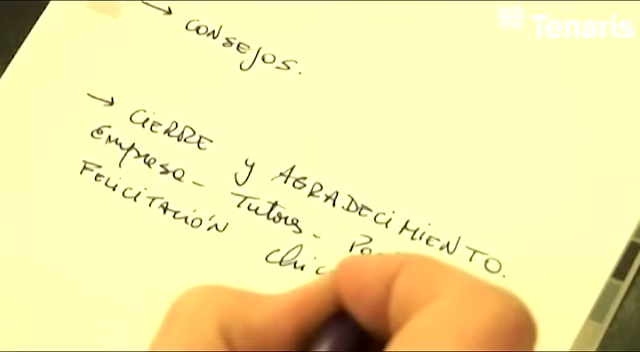 Tenaris
→ CONSEJOS.
→ CIERRE Y AGRADECIMIENTO.
Empresa - Tutores -
FELICITACIÓN